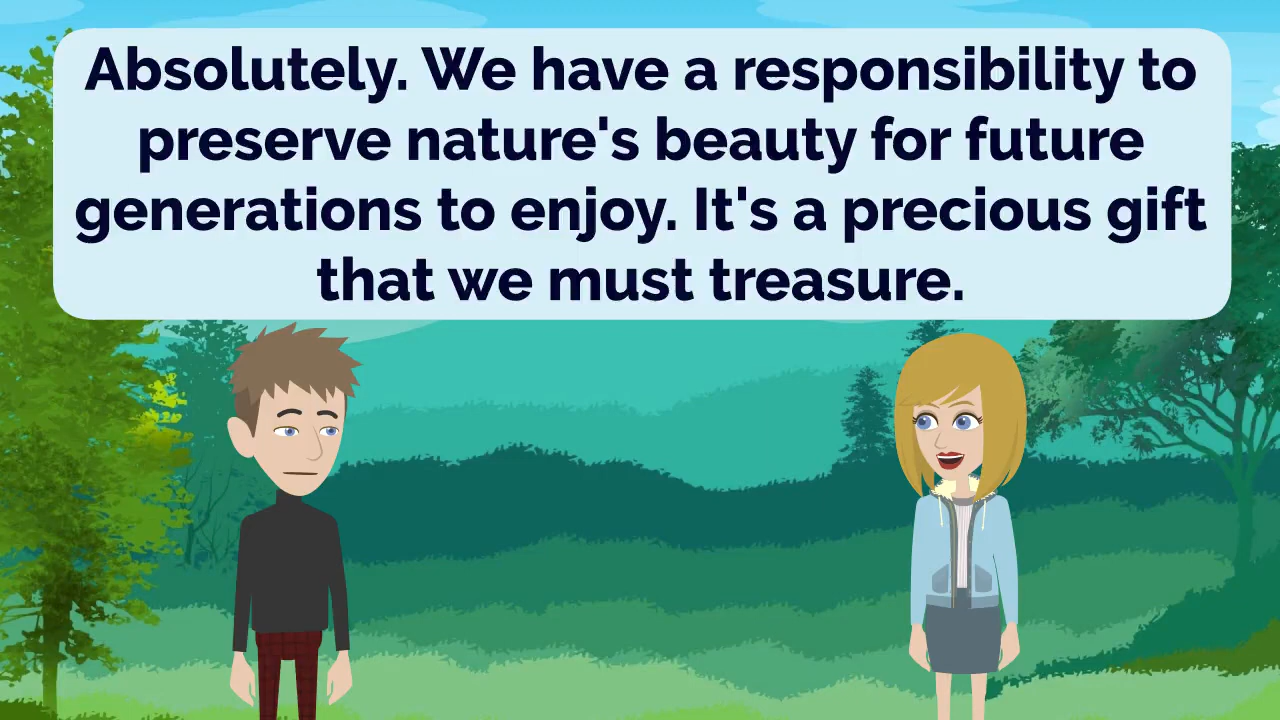 Absolutely. We have a responsibility to
preserve nature's beauty for future
generations to enjoy. It's a precious gift
that we must treasure.